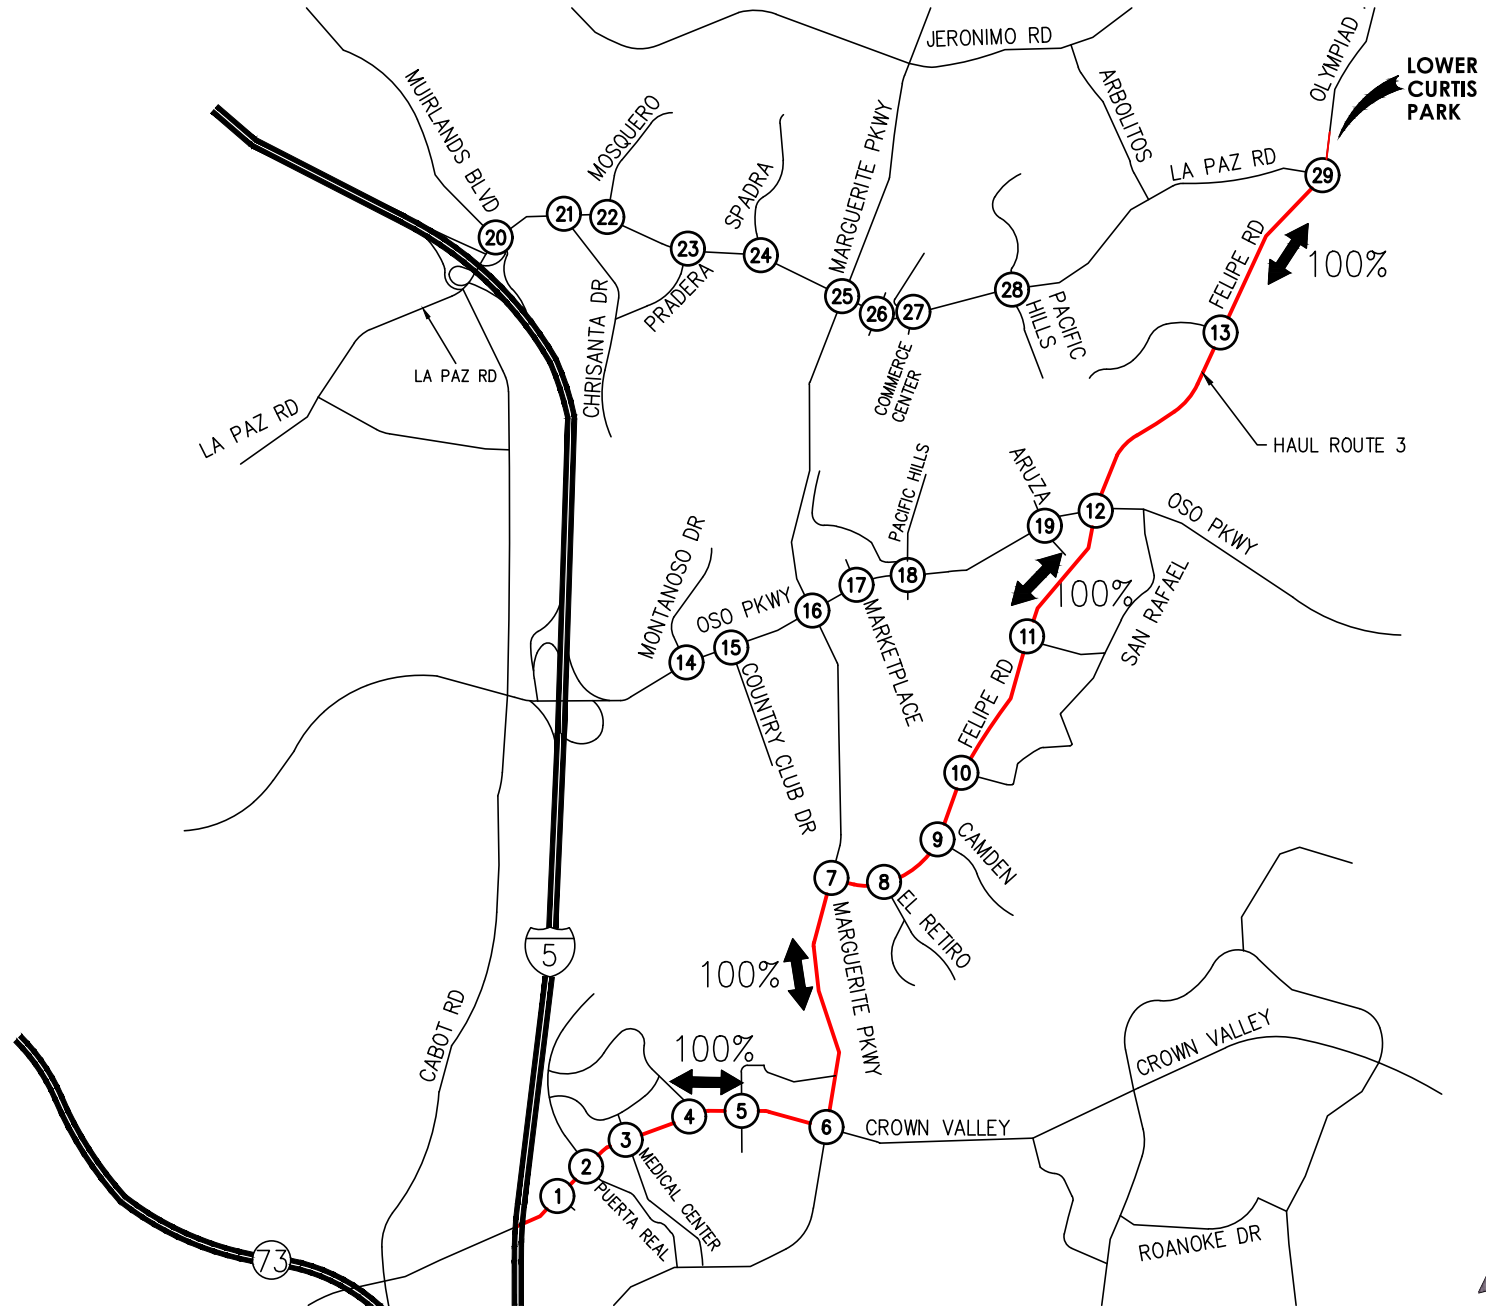 JERONIMO RD
OLYMPIAD
LOWER
CURTIS
PARK
MUIRLANDS BLVD
MOSQUERO
SPADRA
MARGUERITE PKWY
ARBOLITOS
LA PAZ RD
29
20
21
22
23
24
25
26
27
28
13
FELIPE RD
100%
CHRISANTA DR
PRADERA
PACIFIC
HILLS
COMMERCE
CENTER
LA PAZ RD
LA PAZ RD
HAUL ROUTE 3
PACIFIC HILLS
ARUZA
12
19
OSO PKWY
MONTANOSO DR
OSO PKWY
14
15
16
17
18
100%
SAN RAFAEL
11
MARKETPLACE
COUNTRY CLUB DR
FELIPE RD
10
9
CAMDEN
7
8
EL RETIRO
MARGUERITE PKWY
5
100%
CABOT RD
100%
CROWN VALLEY
1
2
3
4
5
6
CROWN VALLEY
MEDICAL CENTER
PUERTA REAL
ROANOKE DR
73